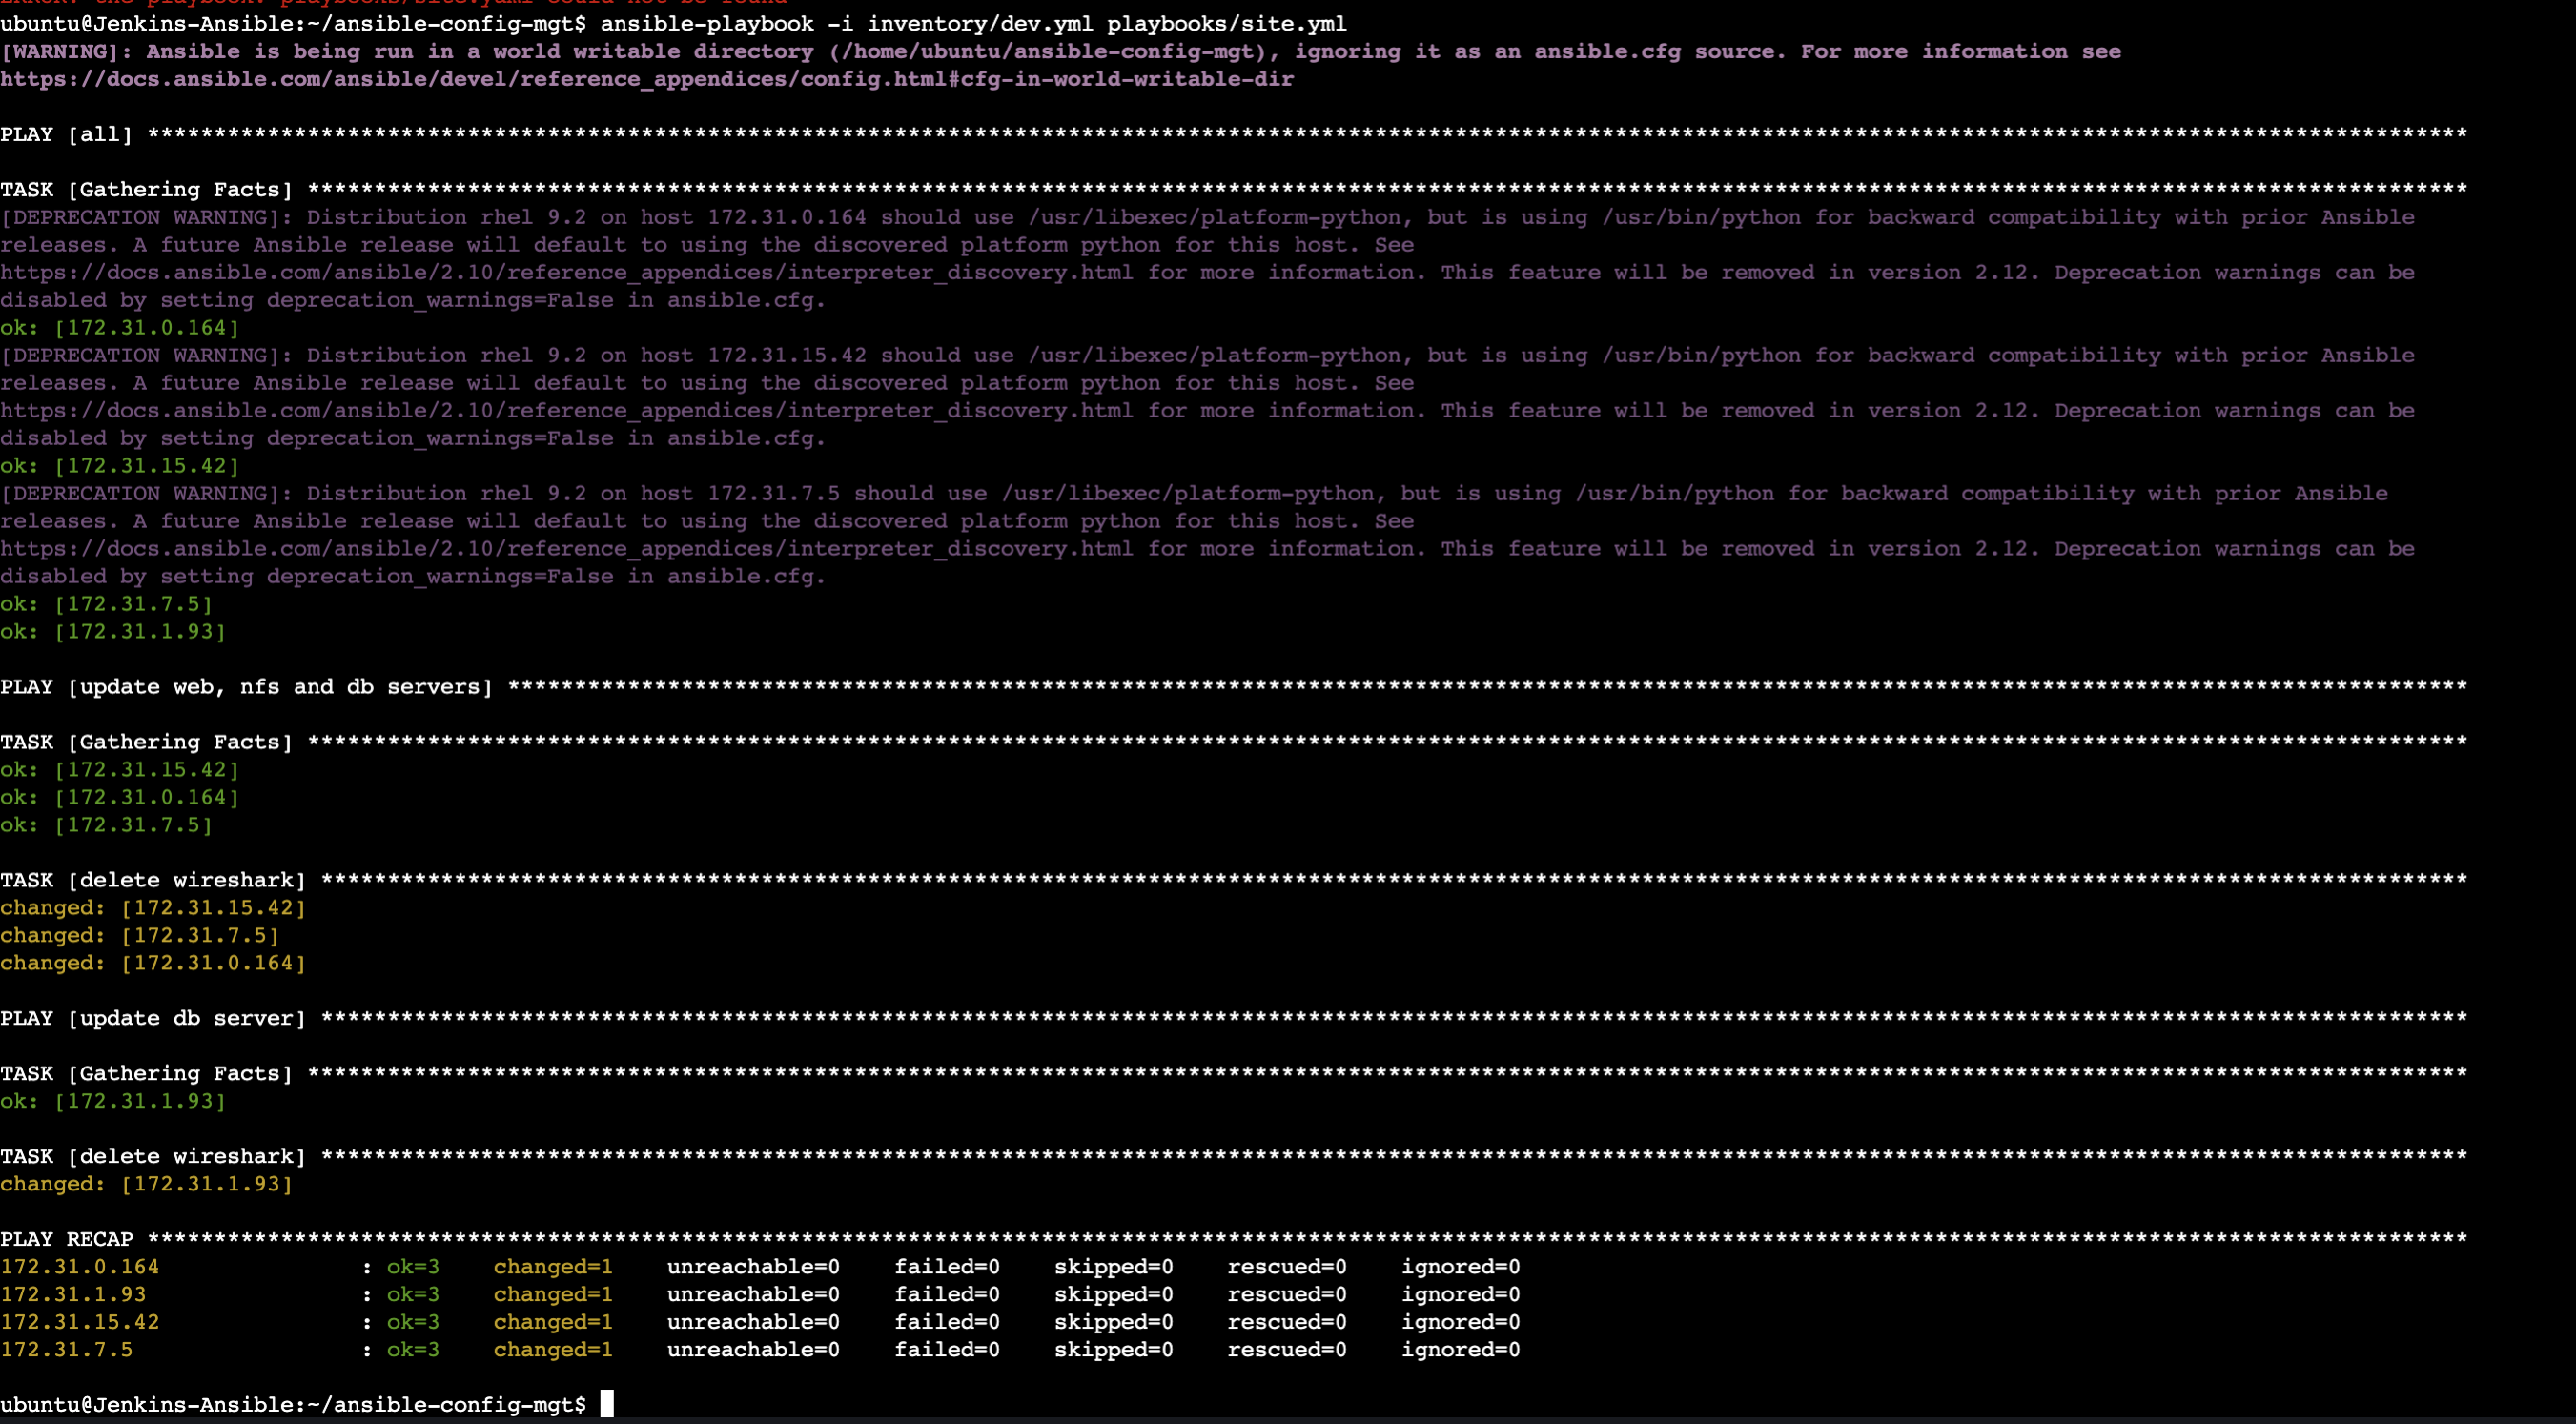 ERROR! the playbook: playbooks/site.yaml could not be found
ubuntu@Jenkins-Ansible:~/ansible-config-mgt$ ansible-playbook -i inventory/dev.yml playbooks/site.yml
[WARNING]: Ansible is being run in a world writable directory (/home/ubuntu/ansible-config-mgt), ignoring it as an ansible.cfg source. For more information see
https://docs.ansible.com/ansible/devel/reference_appendices/config.html#cfg-in-world-writable-dir
PLAY [all] ******************************************************************************************************************************************************************************
TASK [Gathering Facts] ******************************************************************************************************************************************************************
[DEPRECATION WARNING]: Distribution rhel 9.2 on host 172.31.0.164 should use /usr/libexec/platform-python, but is using /usr/bin/python for backward compatibility with prior Ansible
releases. A future Ansible release will default to using the discovered platform python for this host. See
https://docs.ansible.com/ansible/2.10/reference_appendices/interpreter_discovery.html for more information. This feature will be removed in version 2.12. Deprecation warnings can be
disabled by setting deprecation_warnings=False in ansible.cfg.
ok: [172.31.0.164]
[DEPRECATION WARNING]: Distribution rhel 9.2 on host 172.31.15.42 should use /usr/libexec/platform-python, but is using /usr/bin/python for backward compatibility with prior Ansible
releases. A future Ansible release will default to using the discovered platform python for this host. See
https://docs.ansible.com/ansible/2.10/reference_appendices/interpreter_discovery.html for more information. This feature will be removed in version 2.12. Deprecation warnings can be
disabled by setting deprecation_warnings=False in ansible.cfg.
ok: [172.31.15.42]
[DEPRECATION WARNING]: Distribution rhel 9.2 on host 172.31.7.5 should use /usr/libexec/platform-python, but is using /usr/bin/python for backward compatibility with prior Ansible
releases. A future Ansible release will default to using the discovered platform python for this host. See
https://docs.ansible.com/ansible/2.10/reference_appendices/interpreter_discovery.html for more information. This feature will be removed in version 2.12. Deprecation warnings can be
disabled by setting deprecation_warnings=False in ansible.cfg.
ok: [172.31.7.5]
ok: [172.31.1.93]
PLAY [update web, nfs and db servers] ***************************************************************************************************************************************************
TASK [Gathering Facts] ******************************************************************************************************************************************************************
ok: [172.31.15.42]
ok: [172.31.0.164]
ok: [172.31.7.5]
TASK [delete wireshark] *****************************************************************************************************************************************************************
changed: [172.31.15.42]
changed: [172.31.7.5]
changed: [172.31.0.164]
PLAY [update db server] *****************************************************************************************************************************************************************
TASK [Gathering Facts] ******************************************************************************************************************************************************************
ok: [172.31.1.93]
TASK [delete wireshark] *****************************************************************************************************************************************************************
changed: [172.31.1.93]
PLAY RECAP ******************************************************************************************************************************************************************************
172.31.0.164 : ok=3 changed=1 unreachable=0 failed=0 skipped=0 rescued=0 ignored=0
172.31.1.93 : ok=3 changed=1 unreachable=0 failed=0 skipped=0 rescued=0 ignored=0
172.31.15.42 : ok=3 changed=1 unreachable=0 failed=0 skipped=0 rescued=0 ignored=0
172.31.7.5 : ok=3 changed=1 unreachable=0 failed=0 skipped=0 rescued=0 ignored=0
ubuntu@Jenkins-Ansible:~/ansible-config-mgt$